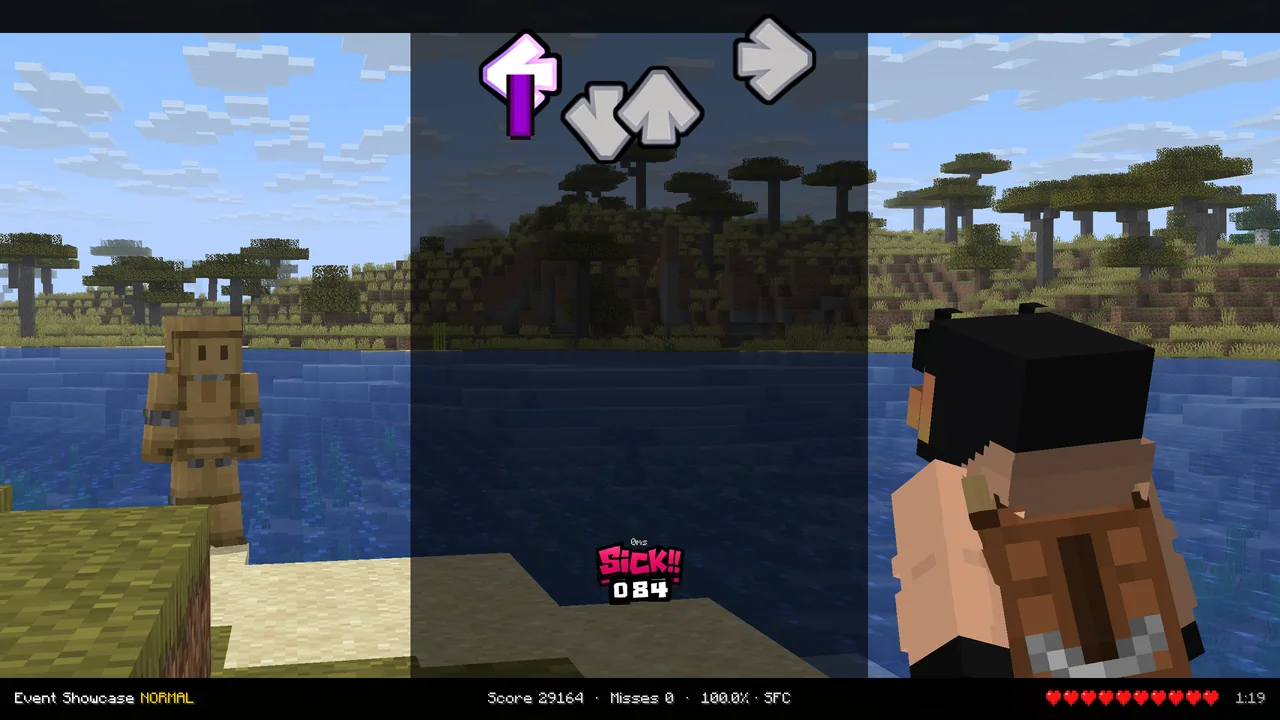 0ms
SiCK!!
084
Event Showcase NORMAL
Score 29164 · Misses 0 · 100.0% · SFC
1:19